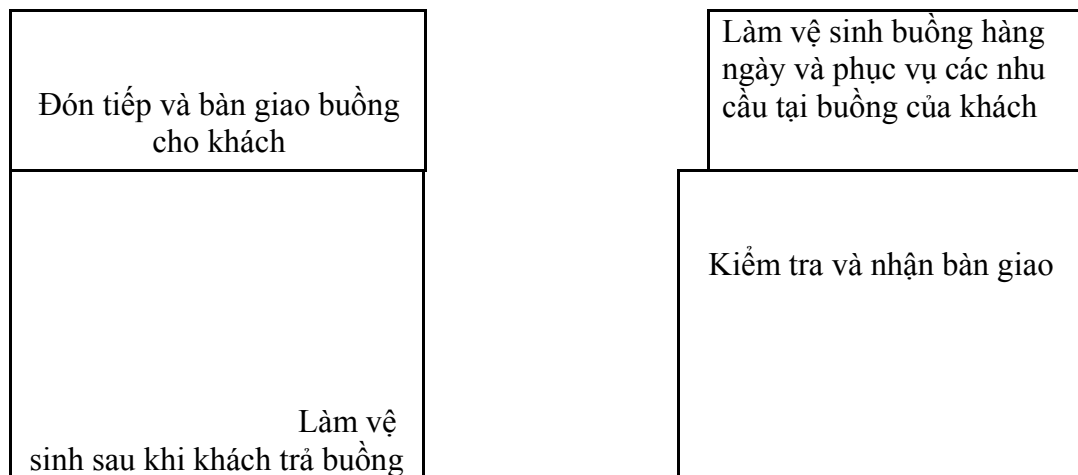 Đón tiếp và bàn giao buồng
cho khách
Làm vệ sinh buồng hàng
ngày và phục vụ các nhu
cầu tại buồng của khách
Kiểm tra và nhận bàn giao
Làm vệ
sinh sau khi khách trả buồng